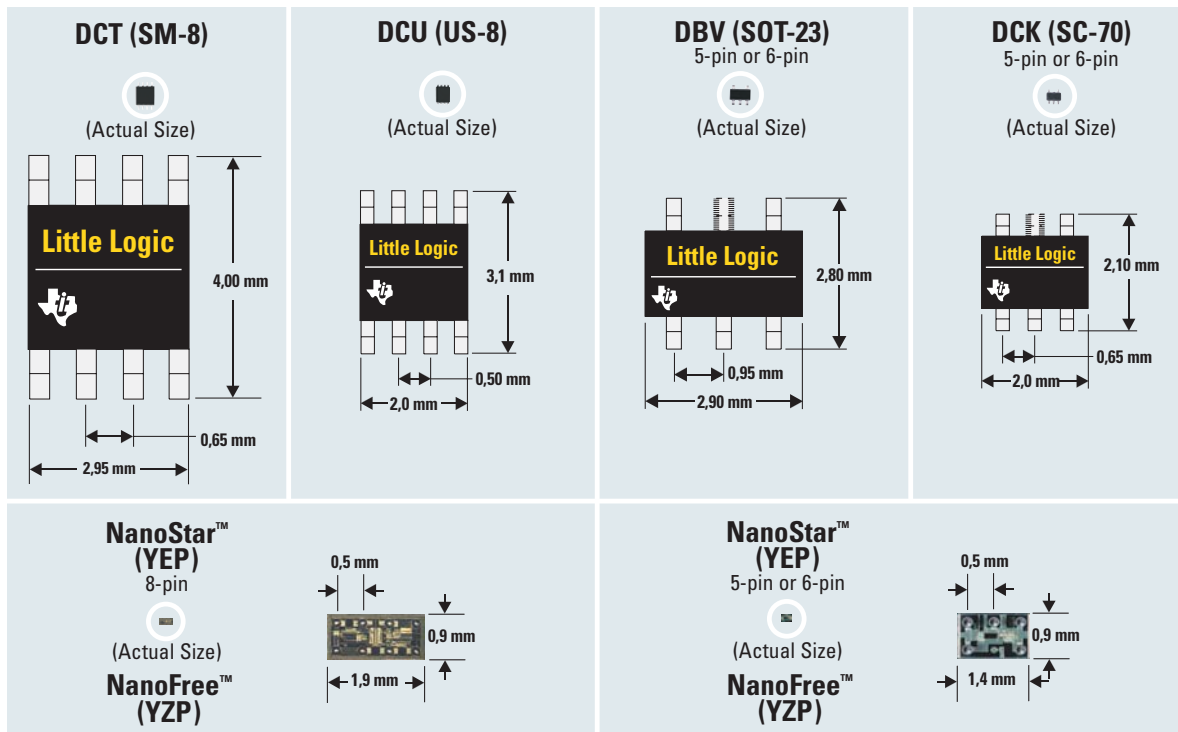 DCT (SM-8)
(Actual Size)
Little Logic
4,00 mm
0,65 mm
2,95 mm
DCU (US-8)
(Actual Size)
Little Logic
3,1 mm
0,50 mm
2,0 mm
DBV (SOT-23)
5-pin or 6-pin
(Actual Size)
Little Logic
2,80 mm
0,95 mm
2,90 mm
DCK (SC-70)
5-pin or 6-pin
(Actual Size)
Little Logic
2,10 mm
0,65 mm
2,0 mm
NanoStar™
(YEP)
8-pin
(Actual Size)
NanoFree™
(YZP)
0,5 mm
0,9 mm
1,9 mm
NanoStar™
(YEP)
5-pin or 6-pin
(Actual Size)
NanoFree™
(YZP)
0,5 mm
0,9 mm
1,4 mm